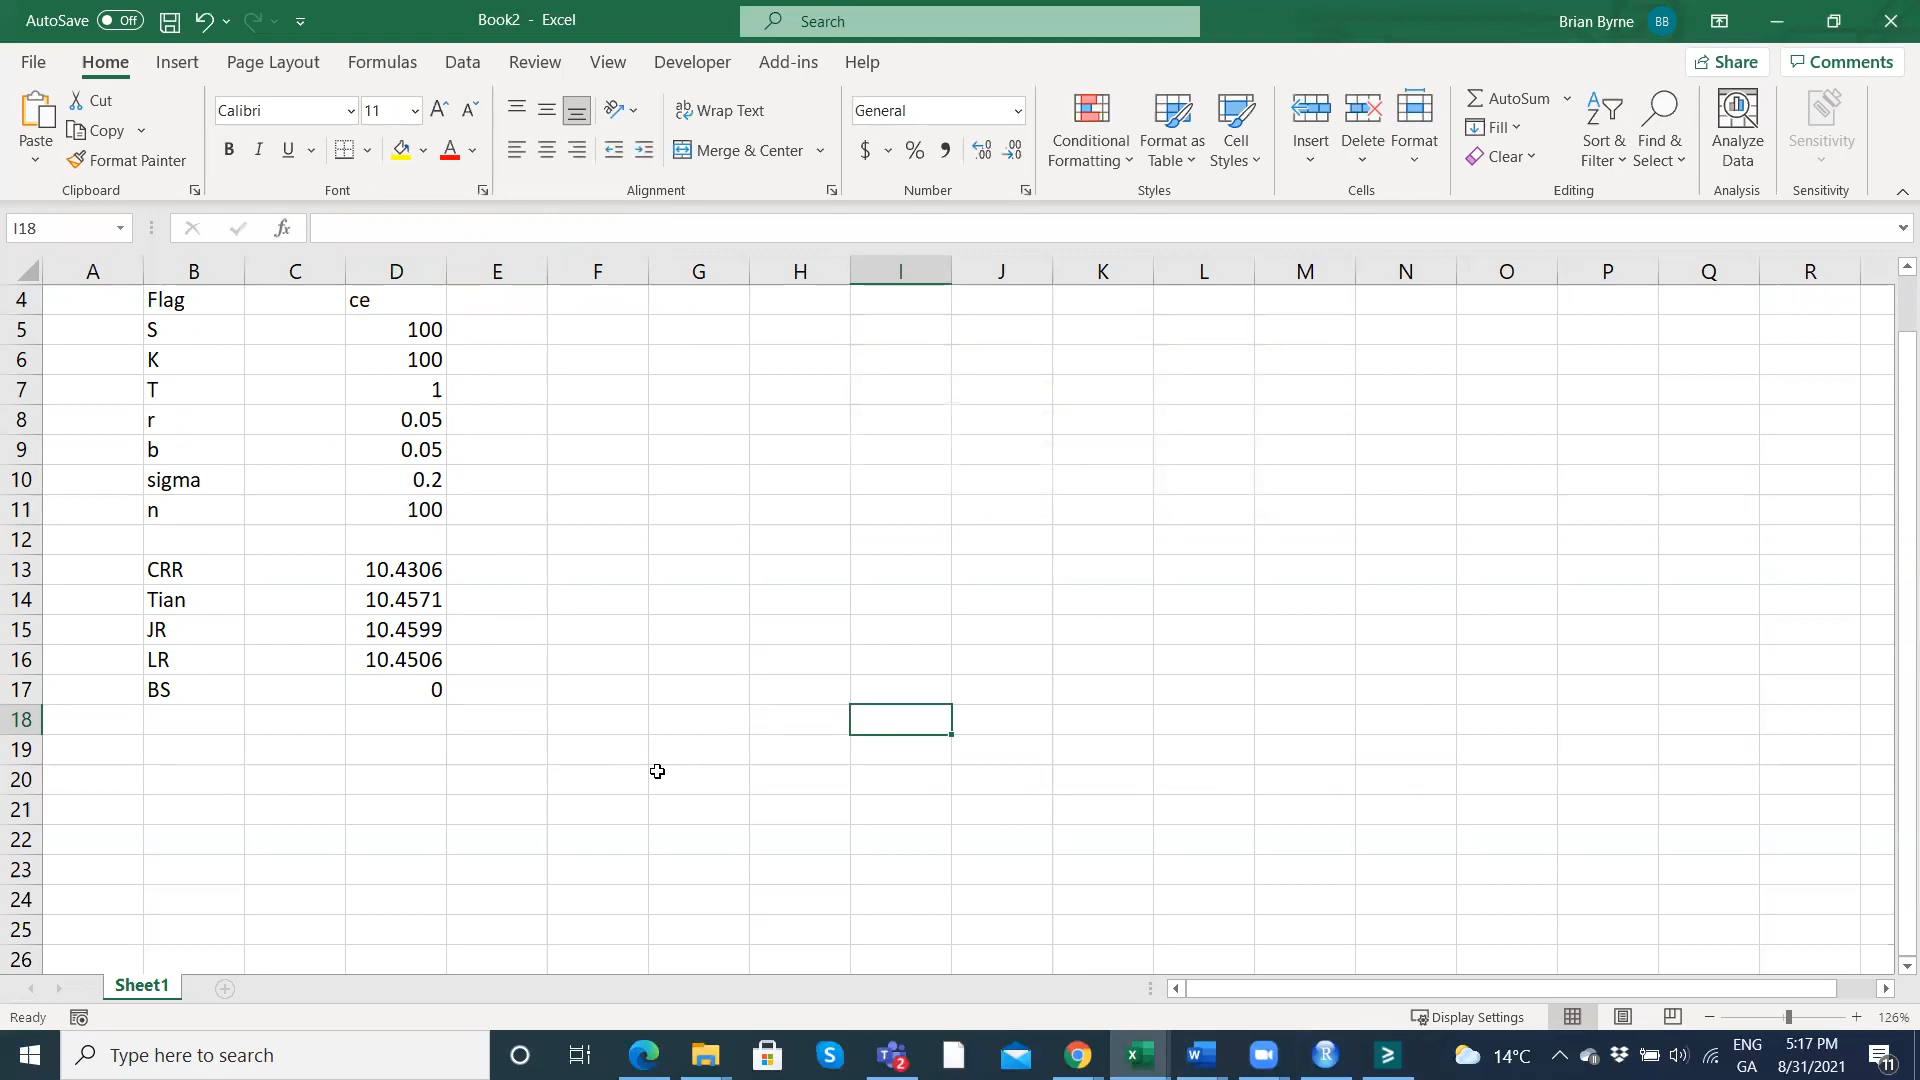 AutoSave Off Book2 - Excel Search Brian Byrne BB
File Home Insert Page Layout Formulas Data Review View Developer Add-ins Help Share Comments
Paste
Cut
Copy
Format Painter
Clipboard
Calibri 11
B I U A
Font
Wrap Text
Merge & Center
Alignment
General
$ % 9
Number
Conditional Formatting
Format as Table
Cell Styles
Styles
Insert Delete Format
Cells
AutoSum
Fill
Clear
Sort & Filter
Find & Select
Editing
Analyze Data
Analysis
Sensitivity
Sensitivity
I18 fx
A B C D E F G H I J K L M N O P Q R
4 Flag ce
5 S 100
6 K 100
7 T 1
8 r 0.05
9 b 0.05
10 sigma 0.2
11 n 100
12
13 CRR 10.4306
14 Tian 10.4571
15 JR 10.4599
16 LR 10.4506
17 BS 0
18
19
20
21
22
23
24
25
26
Sheet1
Ready Display Settings 126%
Type here to search 14°C ENG GA 5:17 PM 8/31/2021 11